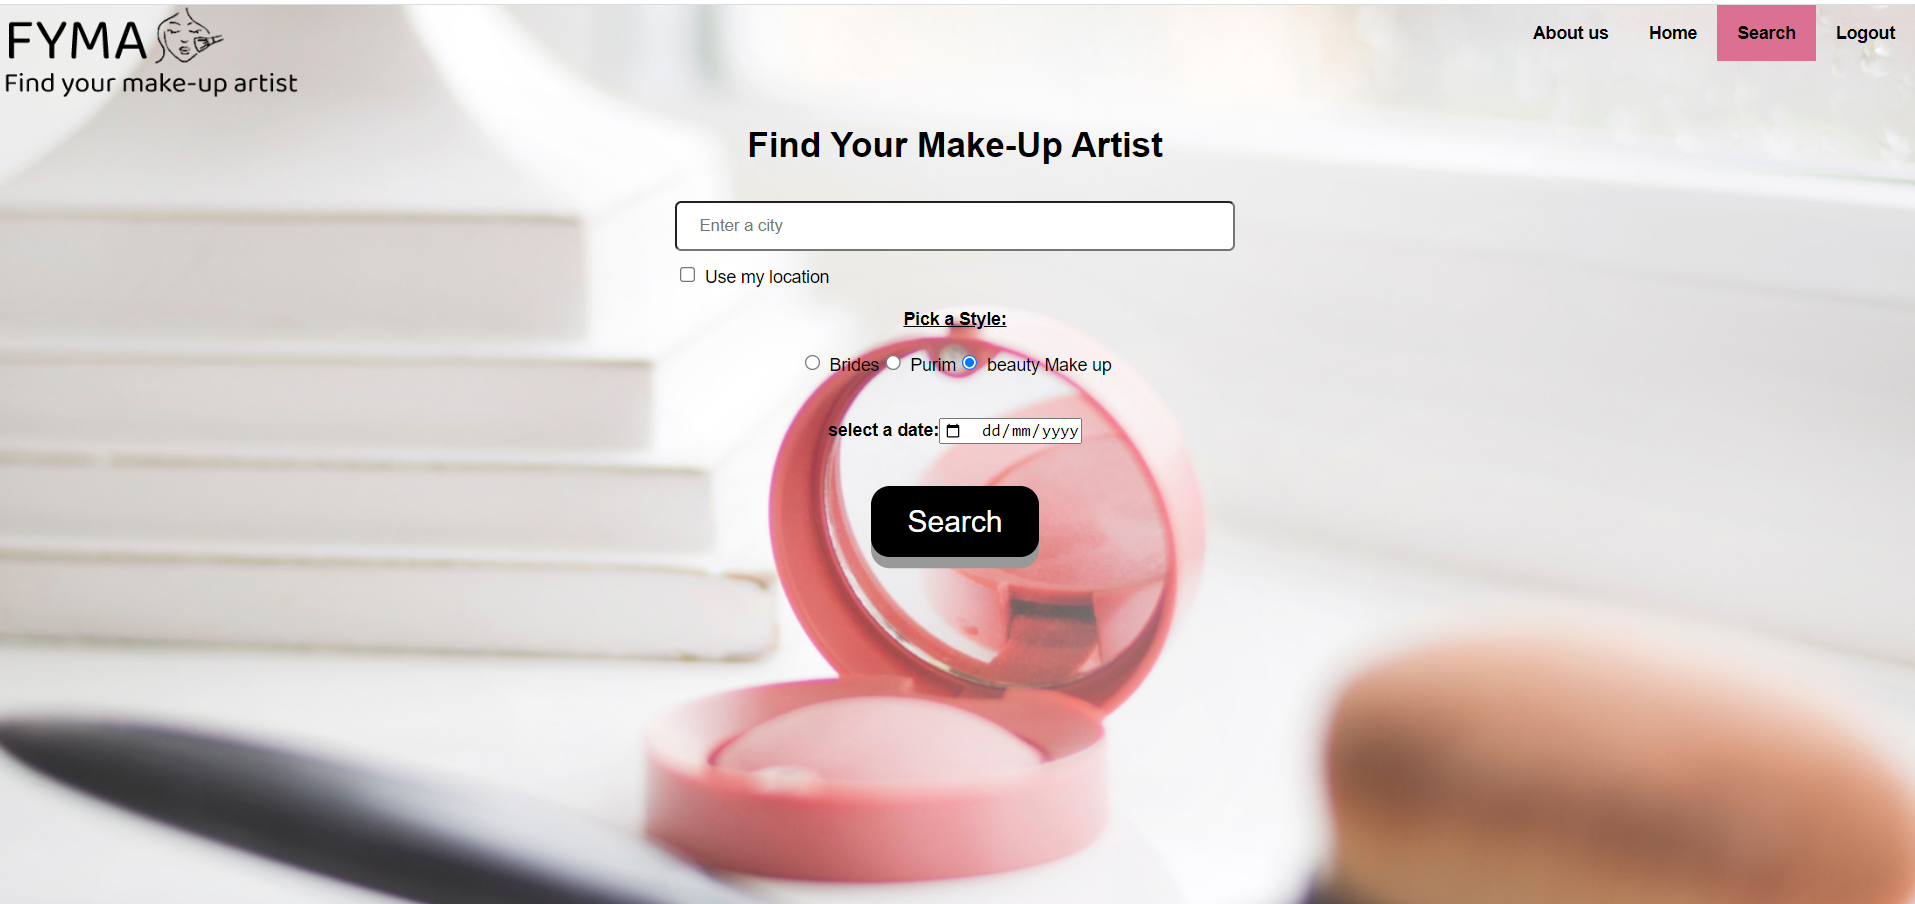 FYMA
Find your make-up artist
About us Home Search Logout
Find Your Make-Up Artist
Enter a city
Use my location
Pick a Style:
Brides Purim beauty Make up
select a date: dd/mm/yyyy
Search